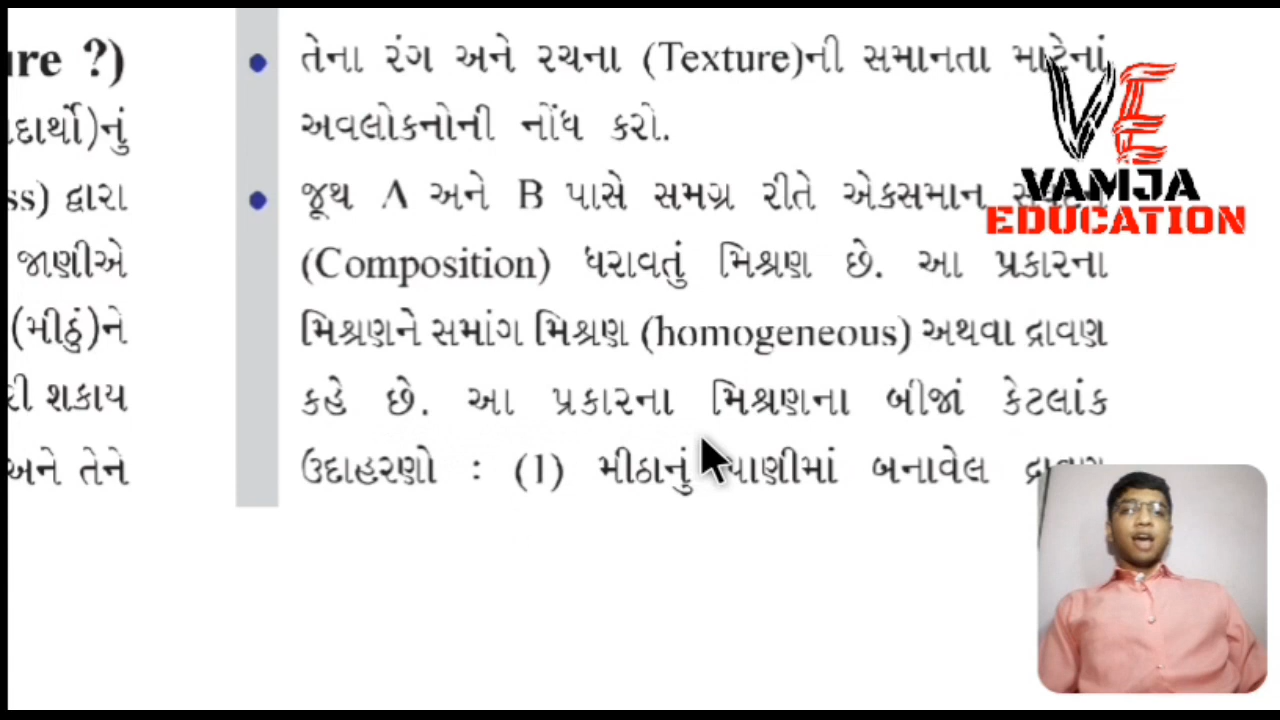 ure ?)
દાર્થો)નું
ss) દ્વારા
જાણીએ
(મીઠું)ને
શકાય
અને તેને
• તેના રંગ અને રચના (Texture)ની સમાનતા માટેનાં
અવલોકનોની નોંધ કરો.
• જૂથ A અને B પાસે સમગ્ર રીતે એકસમાન
(Composition) ધરાવતું મિશ્રણ છે. આ પ્રકારના
મિશ્રણને સમાંગ મિશ્રણ (homogeneous) અથવા દ્રાવણ
કહે છે. આ પ્રકારના મિશ્રણના બીજાં કેટલાંક
ઉદાહરણો : (1) મીઠાનું પાણીમાં બનાવેલ દ્રાવણ
VE
VAMJA
EDUCATION